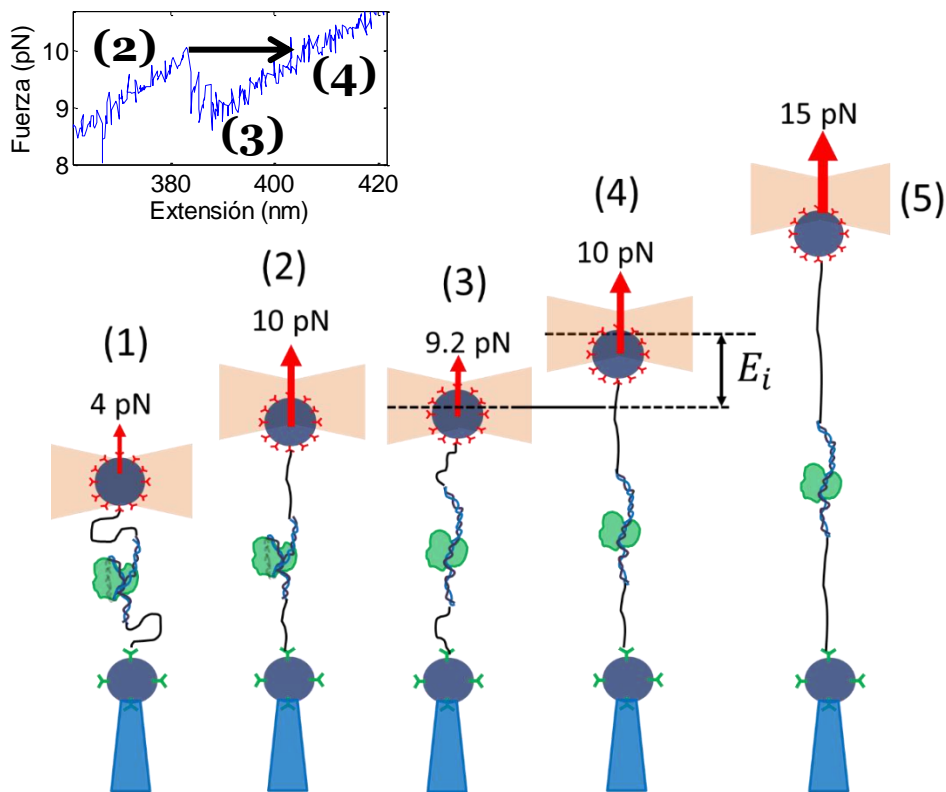 10
9
8
Fuerza (pN)
(2)
(3)
(4)
380
400
420
Extensión (nm)
(1)
4 pN
(2)
10 pN
(3)
9.2 pN
(4)
10 pN
E_i
15 pN
(5)